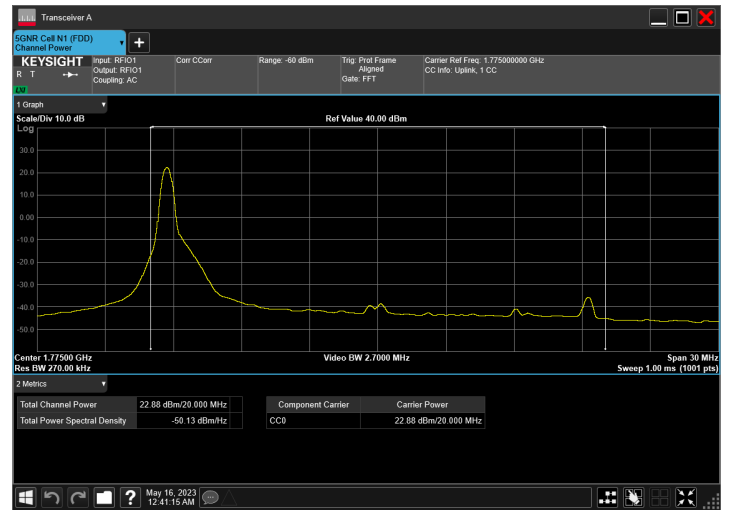 Transceiver A
5GNR Cell N1 (FDD)
Channel Power
+
KEYSIGHT
R T
LXI
Input: RFIO1
Output: RFIO1
Coupling: AC
Corr CCorr
Range: -60 dBm
Trig: Prot Frame
Aligned
Gate: FFT
Carrier Ref Freq: 1.775000000 GHz
CC Info: Uplink, 1 CC
1 Graph
Scale/Div 10.0 dB
Ref Value 40.00 dBm
Log
30.0
20.0
10.0
0.00
-10.0
-20.0
-30.0
-40.0
-50.0
Center 1.77500 GHz
Video BW 2.7000 MHz
Span 30 MHz
Res BW 270.00 kHz
Sweep 1.00 ms (1001 pts)
2 Metrics
Total Channel Power 22.88 dBm/20.000 MHz
Total Power Spectral Density -50.13 dBm/Hz
Component Carrier Carrier Power
CC0 22.88 dBm/20.000 MHz
?
May 16, 2023
12:41:15 AM